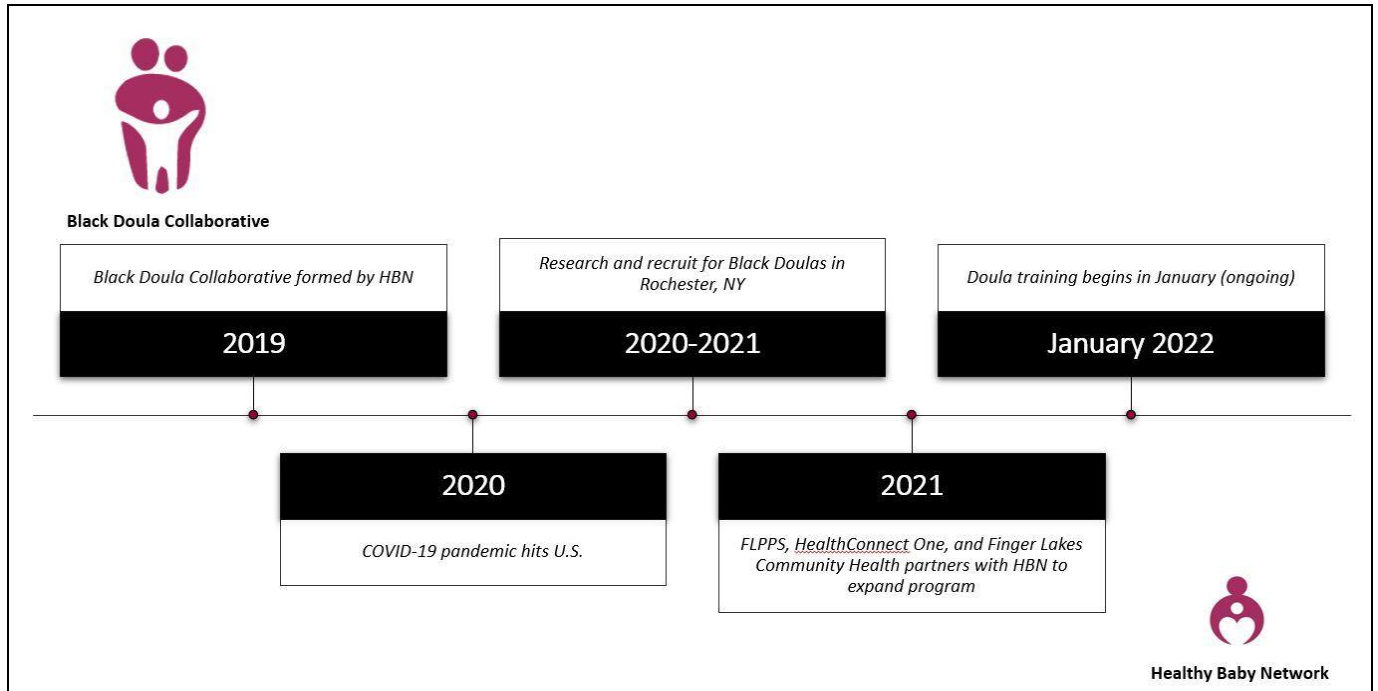 Black Doula Collaborative
Black Doula Collaborative formed by HBN
2019
2020
COVID-19 pandemic hits U.S.
Research and recruit for Black Doulas in
Rochester, NY
2020-2021
2021
FLPPS, HealthConnect One, and Finger Lakes
Community Health partners with HBN to
expand program
Doula training begins in January (ongoing)
January 2022
Healthy Baby Network